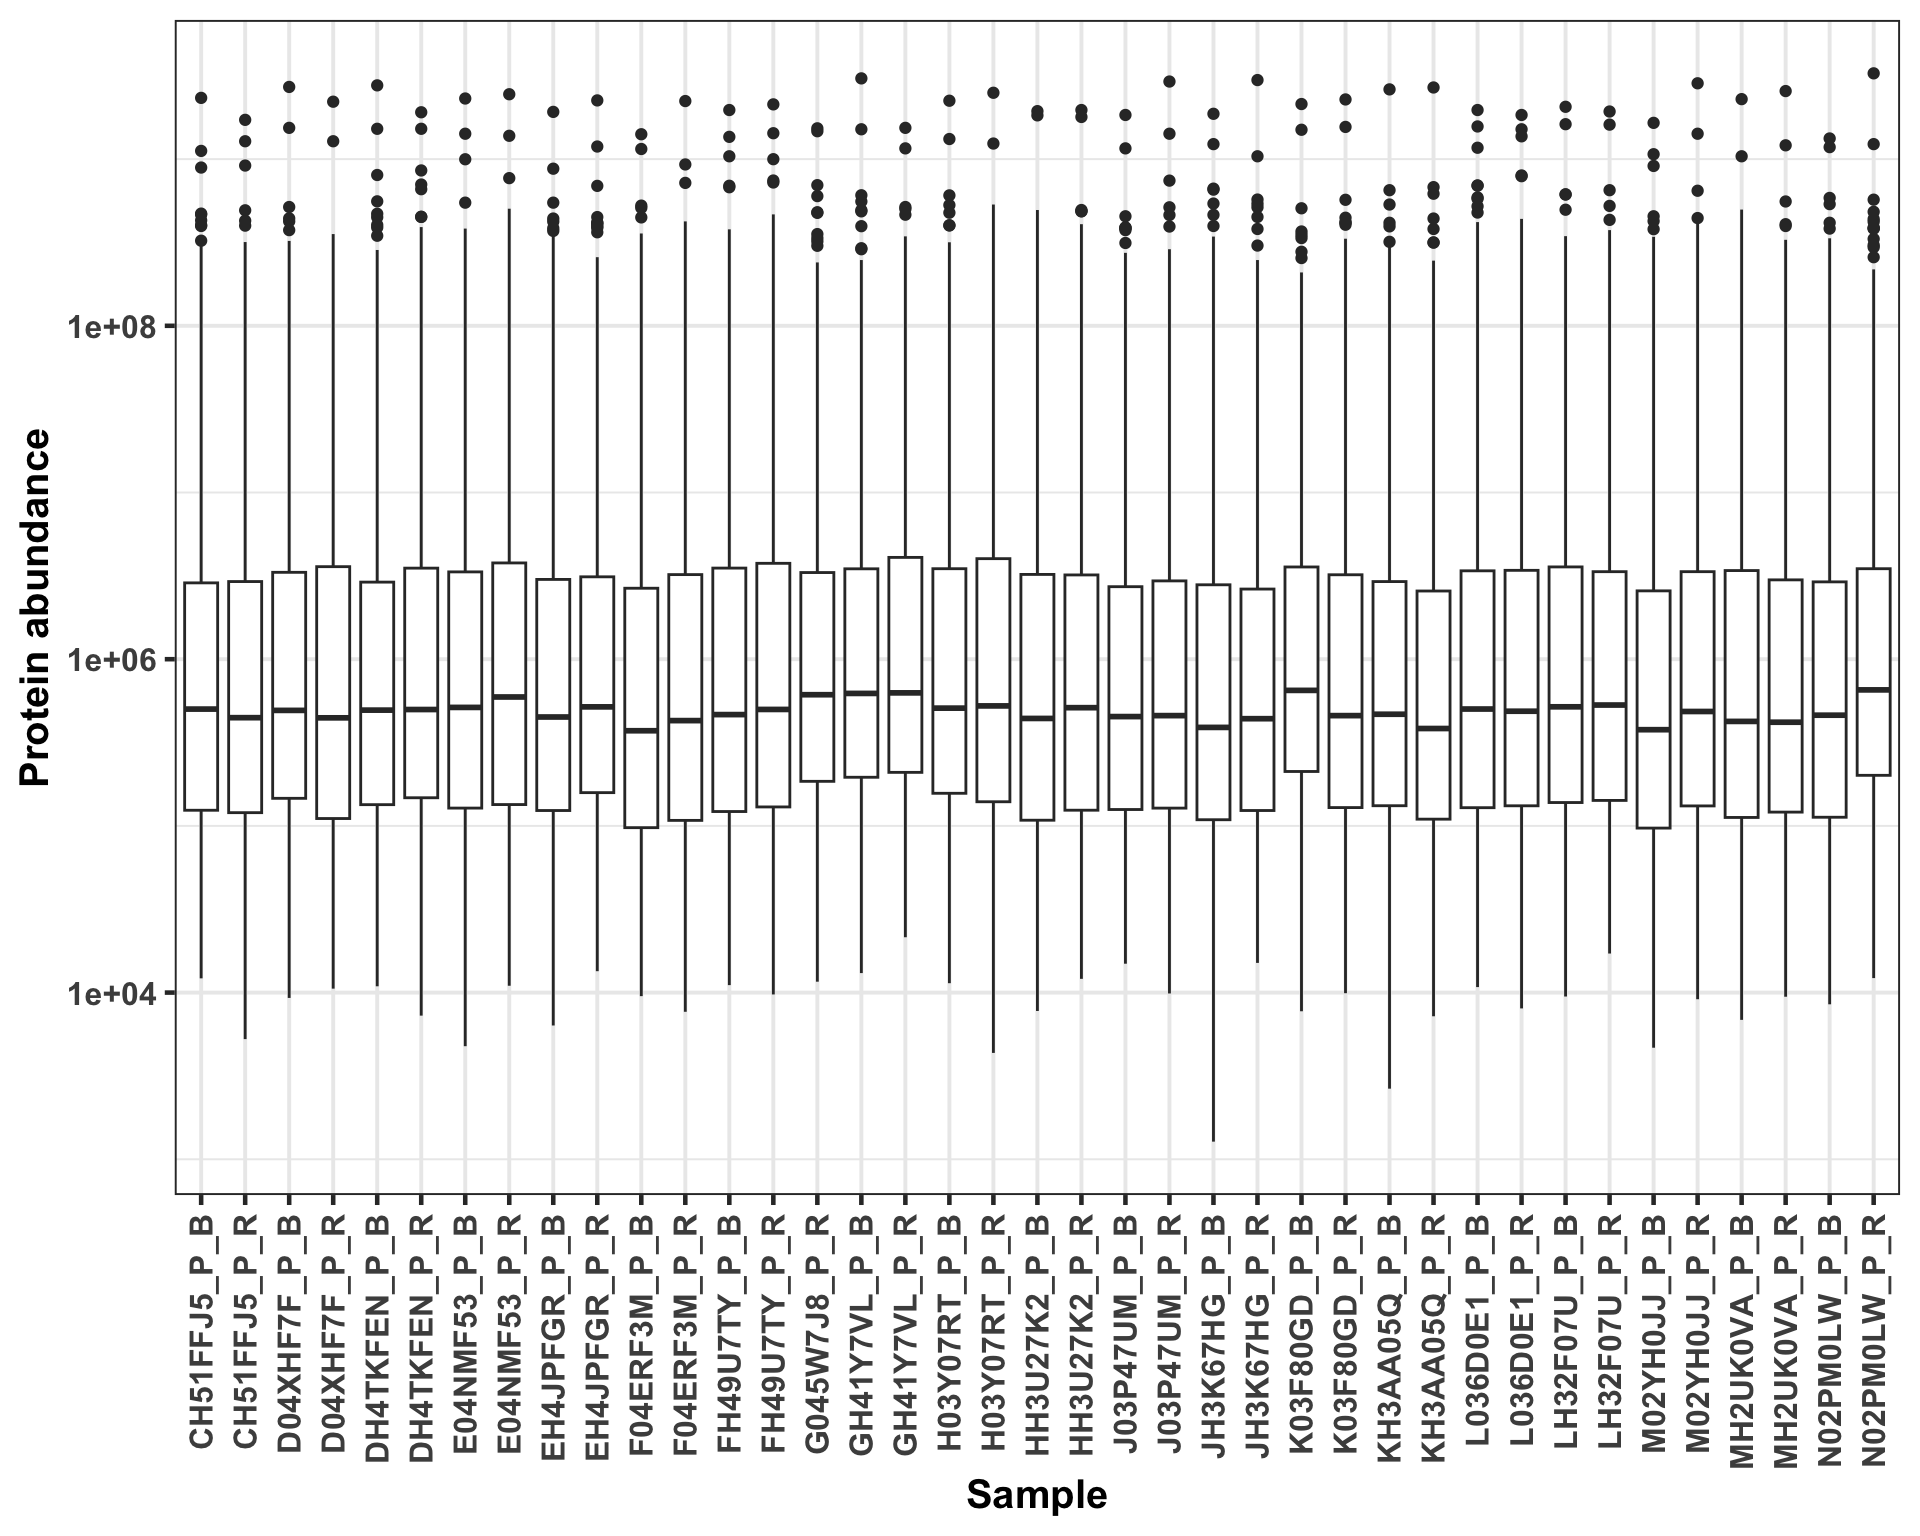 Protein abundance
1e+08
1e+06
1e+04
CH51FFJ5_P_B
CH51FFJ5_P_R
D04XHF7F_P_B
D04XHF7F_P_R
DH4TKFEN_P_B
DH4TKFEN_P_R
E04NMF53_P_B
E04NMF53_P_R
EH4JPFGR_P_B
EH4JPFGR_P_R
F04ERF3M_P_B
F04ERF3M_P_R
FH49U7TY_P_B
FH49U7TY_P_R
G045W7J8_P_R
GH41Y7VL_P_B
GH41Y7VL_P_R
H03Y07RT_P_B
H03Y07RT_P_R
HH3U27K2_P_B
HH3U27K2_P_R
J03P47UM_P_B
J03P47UM_P_R
JH3K67HG_P_B
JH3K67HG_P_R
K03F80GD_P_B
K03F80GD_P_R
KH3AA05Q_P_B
KH3AA05Q_P_R
L036D0E1_P_B
L036D0E1_P_R
LH32F07U_P_B
LH32F07U_P_R
M02YH0JJ_P_B
M02YH0JJ_P_R
MH2UK0VA_P_B
MH2UK0VA_P_R
N02PM0LW_P_B
N02PM0LW_P_R
Sample